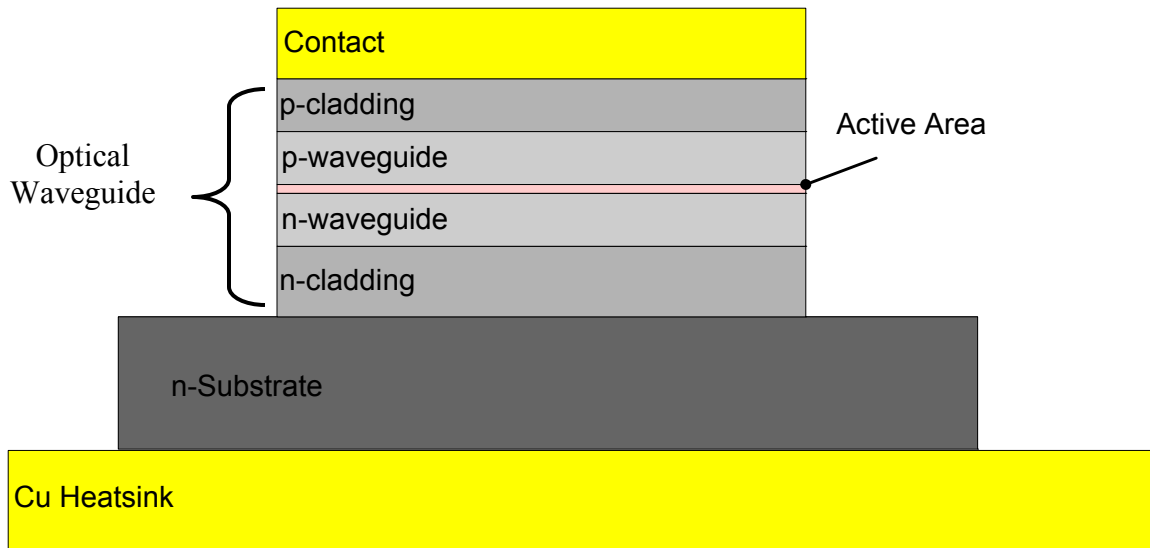 Contact
p-cladding
Active Area
p-waveguide
Optical
Waveguide
n-waveguide
n-cladding
n-Substrate
Cu Heatsink